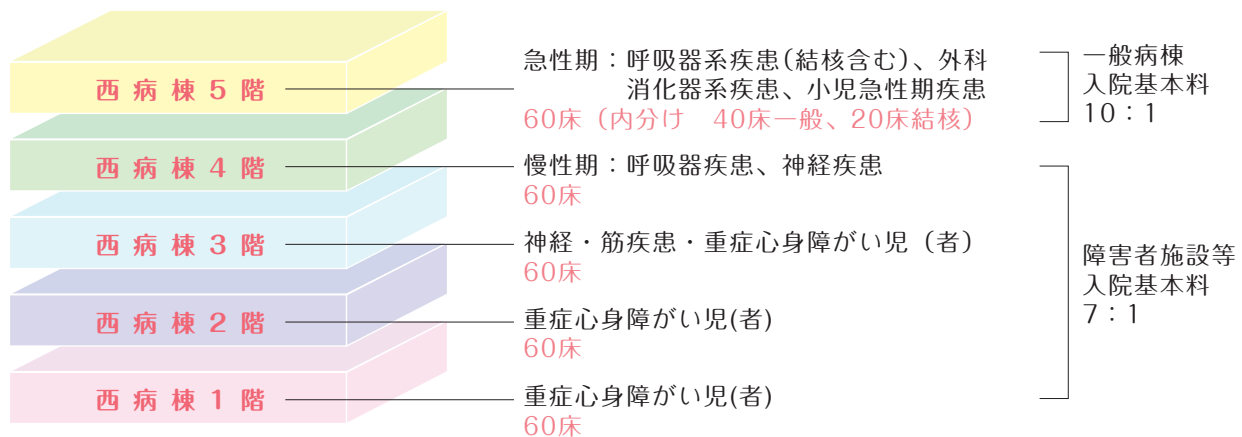 西病棟5階
急性期：呼吸器系疾患(結核含む)、外科
消化器系疾患、小児急性期疾患
60床（内分け　40床一般、20床結核）
一般病棟
入院基本料
10：1
西病棟4階
慢性期：呼吸器疾患、神経疾患
60床
西病棟3階
神経・筋疾患・重症心身障がい児（者）
60床
西病棟2階
重症心身障がい児(者)
60床
西病棟1階
重症心身障がい児(者)
60床
障害者施設等
入院基本料
7：1